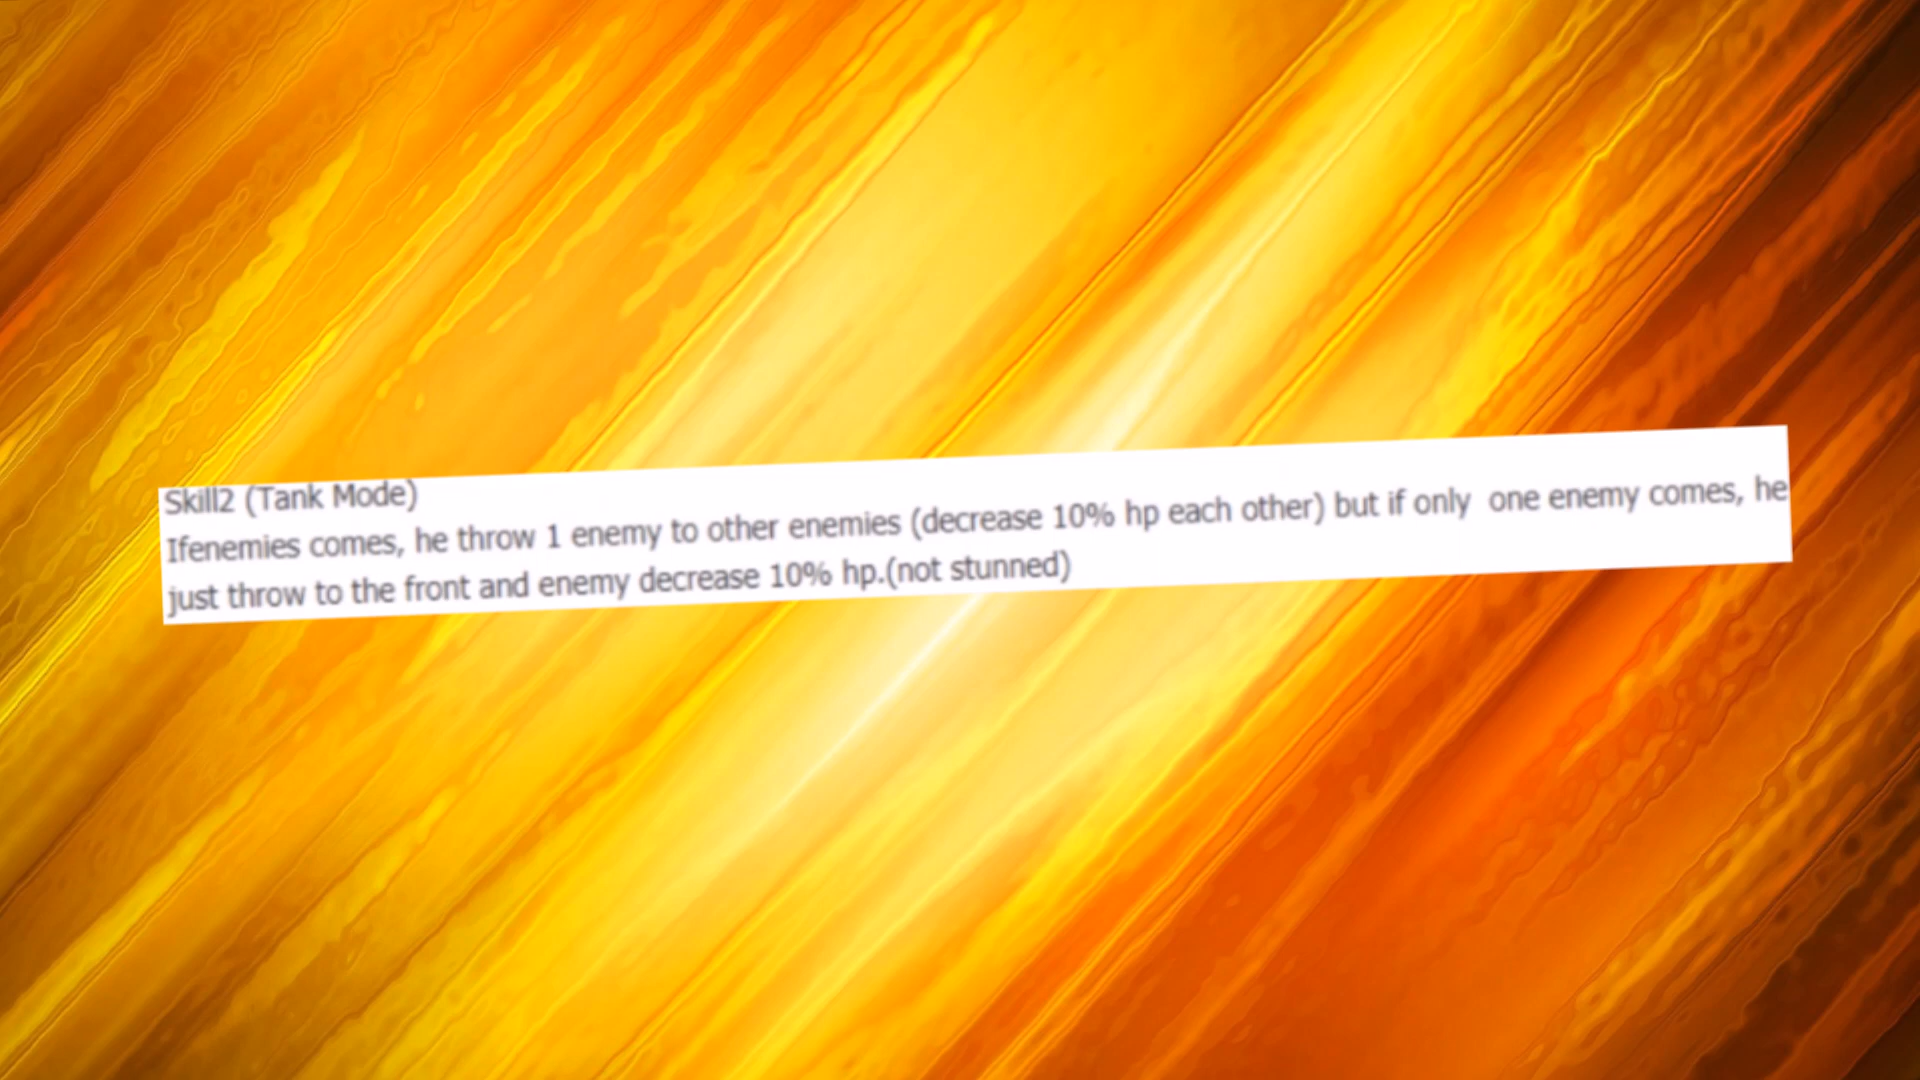 Skill2 (Tank Mode)
Ifenemies comes, he throw 1 enemy to other enemies (decrease 10% hp each other) but if only  one enemy comes, he
just throw to the front and enemy decrease 10% hp.(not stunned)